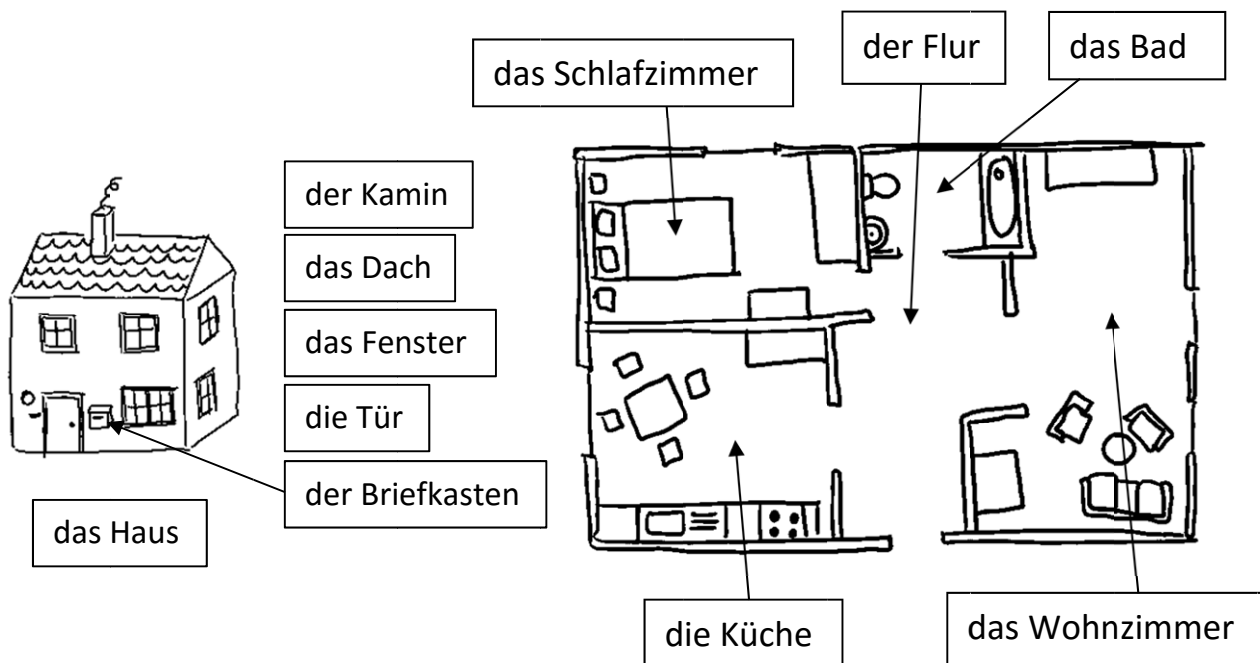 der Flur
das Bad
das Schlafzimmer
der Kamin
das Dach
das Fenster
die Tür
der Briefkasten
das Haus
die Küche
das Wohnzimmer